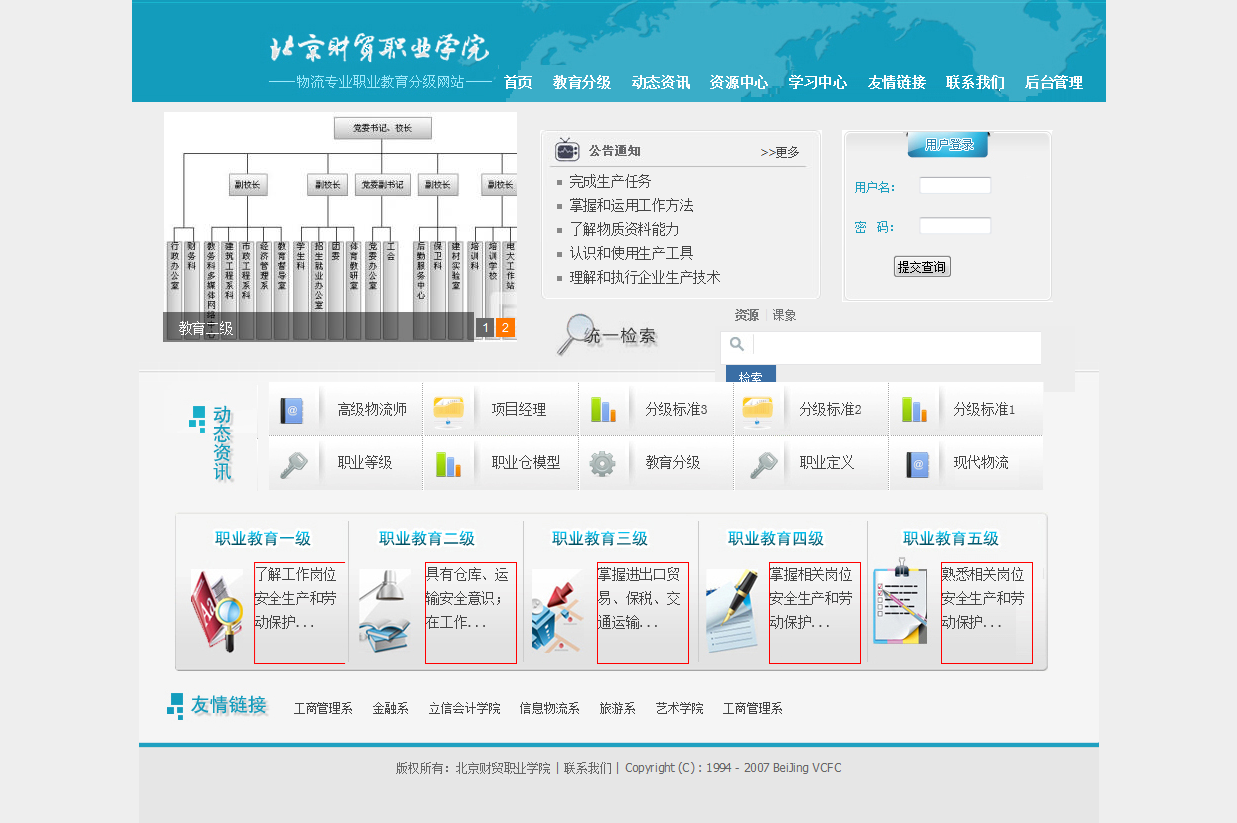 北京财贸职业学院
物流专业职业教育分级网站
首页 教育分级 动态资讯 资源中心 学习中心 友情链接 联系我们 后台管理
党委书记、校长
副校长 副校长 党委副书记 副校长 副校长
行政办公室
财务科
教务科多媒体网络
建筑工程系科
市政工程系科
经济管理系
教育督导室
学生科
招生就业办公室
团委
体育教研室
党委办公室
工会
后勤服务中心
保卫科
建材实验室
培训科
培训学校
电大工作站
教育二级
1 2
公告通知 >>更多
完成生产任务
掌握和运用工作方法
了解物质资料能力
认识和使用生产工具
理解和执行企业生产技术
用户登录
用户名:
密 码:
提交查询
统一检索
资源 课象
检索
动态资讯
高级物流师 项目经理 分级标准3 分级标准2 分级标准1
职业等级 职业仓模型 教育分级 职业定义 现代物流
职业教育一级 职业教育二级 职业教育三级 职业教育四级 职业教育五级
了解工作岗位
安全生产和劳
动保护...
具有仓库、运
输安全意识；
在工作...
掌握进出口贸
易、保税、交
通运输...
掌握相关岗位
安全生产和劳
动保护...
熟悉相关岗位
安全生产和劳
动保护...
友情链接 工商管理系 金融系 立信会计学院 信息物流系 旅游系 艺术学院 工商管理系
版权所有：北京财贸职业学院 | 联系我们 | Copyright (C) : 1994 - 2007 BeiJing VCFC